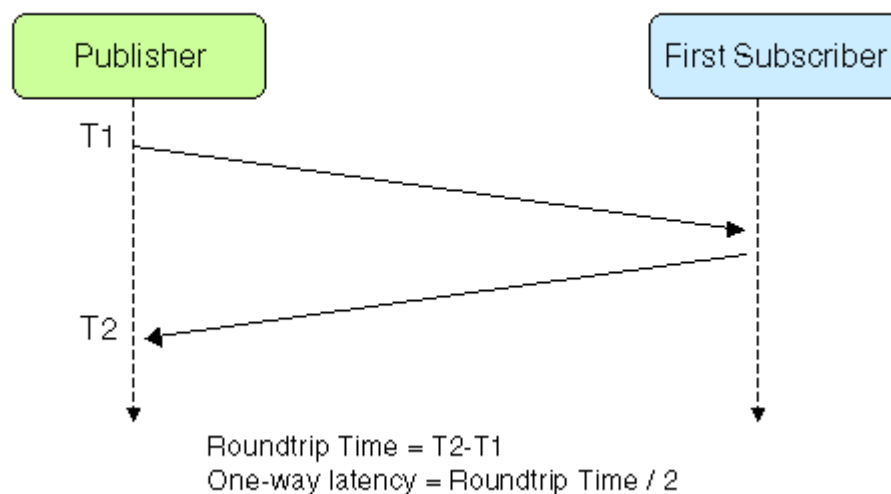 Publisher
First Subscriber
T1
T2
Roundtrip Time = T2-T1
One-way latency = Roundtrip Time / 2